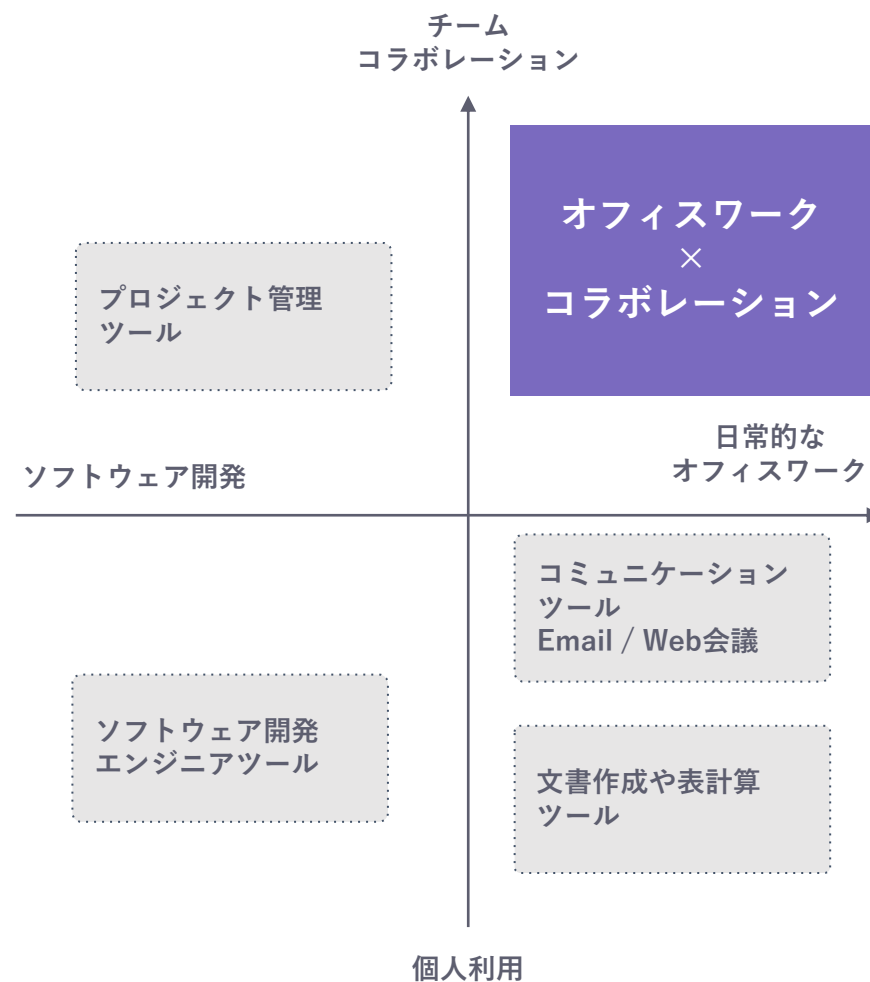 チーム
コラボレーション
オフィスワーク
×
コラボレーション
プロジェクト管理
ツール
日常的な
オフィスワーク
ソフトウェア開発
コミュニケーション
ツール
Email / Web会議
ソフトウェア開発
エンジニアツール
文書作成や表計算
ツール
個人利用